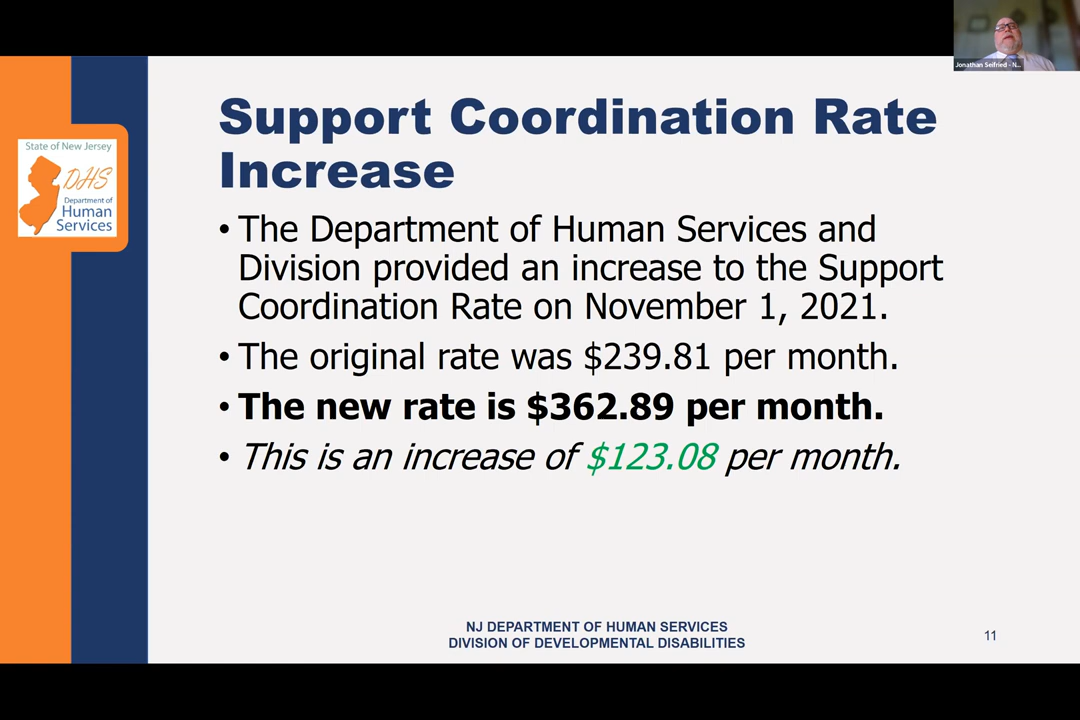 Jonathan Seifried - N...
State of New Jersey
DHS
Department of
Human
Services
Support Coordination Rate
Increase
• The Department of Human Services and
Division provided an increase to the Support
Coordination Rate on November 1, 2021.
• The original rate was $239.81 per month.
• The new rate is $362.89 per month.
• This is an increase of $123.08 per month.
NJ DEPARTMENT OF HUMAN SERVICES
DIVISION OF DEVELOPMENTAL DISABILITIES
11